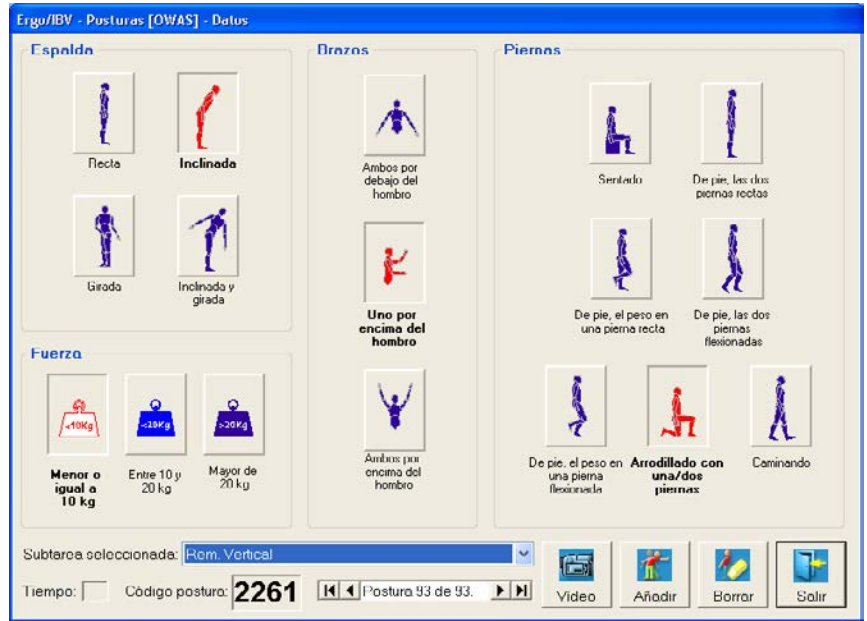 Ergo/IBV - Posturas [OWAS] - Datos
Espalda
Recta
Inclinada
Girada
Inclinada y
girada
Fuerza
<10Kg
<20Kg
>20Kg
Menor o
igual a
10 kg
Entre 10 y
20 kg
Mayor de
20 kg
Brazos
Ambos por
debajo del
hombro
Uno por
encima del
hombro
Ambos por
encima del
hombro
Piernas
Sentado
De pie, las dos
piernas rectas
De pie, el peso en
una pierna recta
De pie, las dos
piernas
flexionadas
De pie, el peso en
una pierna
flexionada
Arrodillado con
una/dos
piernas
Caminando
Subtarea seleccionada: Rem. Vertical
Tiempo:
Código postura: 2261
Postura 93 de 93.
Video
Añadir
Borrar
Salir